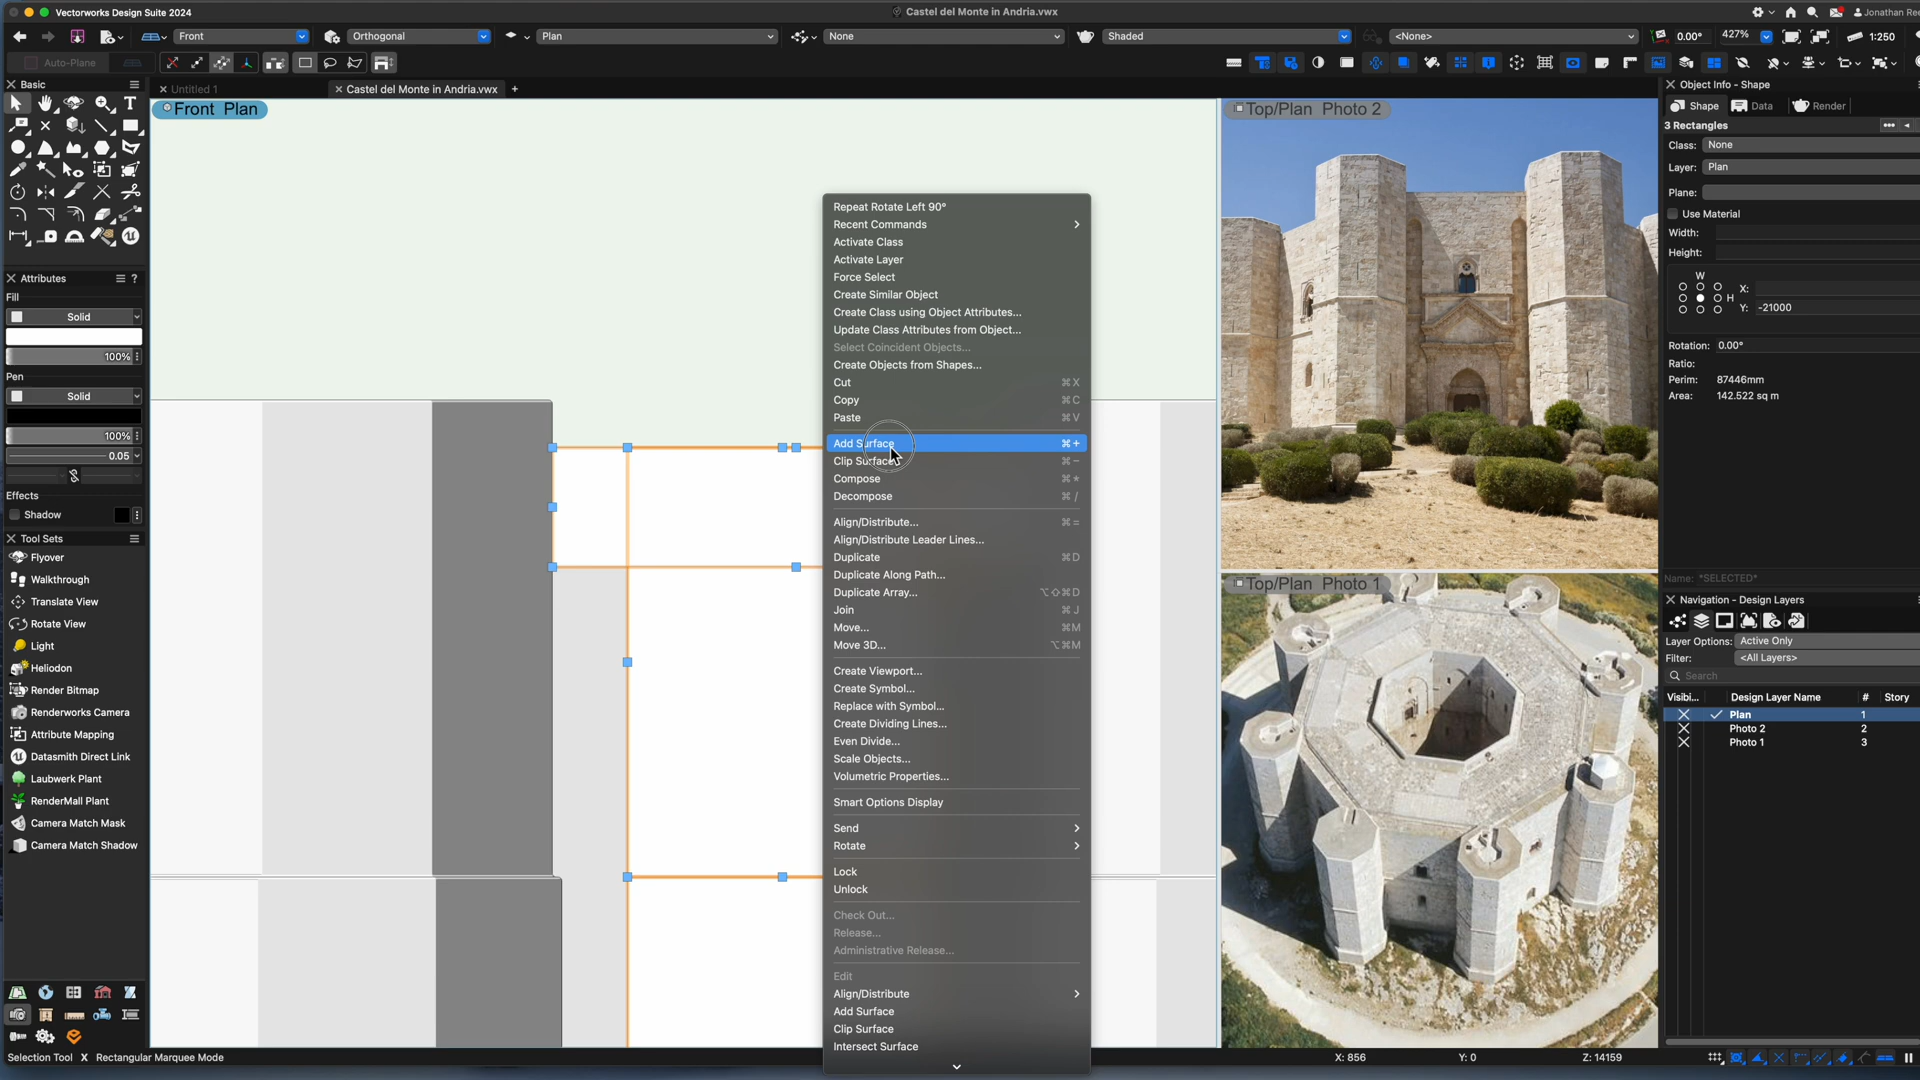 Vectorworks Design Suite 2024
Castel del Monte in Andria.vwx
Jonathan Ree
Front
Orthogonal
Plan
None
Shaded
<None>
0.00°
427%
1:250
Auto-Plane
Basic
Untitled 1
Castel del Monte in Andria.vwx
Object Info - Shape
Front Plan
Top/Plan Photo 2
Shape
Data
Render
3 Rectangles
Class: None
Layer: Plan
Plane:
Use Material
Width:
Height:
W
H
X:
Y: -21000
Rotation: 0.00°
Ratio:
Perim: 87446mm
Area: 142.522 sq m
Name: *SELECTED*
Attributes
Fill
Solid
100%
Pen
Solid
100%
0.05
Effects
Shadow
Tool Sets
Flyover
Walkthrough
Translate View
Rotate View
Light
Heliodon
Render Bitmap
Renderworks Camera
Attribute Mapping
Datasmith Direct Link
Laubwerk Plant
RenderMall Plant
Camera Match Mask
Camera Match Shadow
Repeat Rotate Left 90°
Recent Commands
Activate Class
Activate Layer
Force Select
Create Similar Object
Create Class using Object Attributes...
Update Class Attributes from Object...
Select Coincident Objects...
Create Objects from Shapes...
Cut ⌘X
Copy ⌘C
Paste ⌘V
Add Surface ⌘+
Clip Surface ⌘−
Compose ⌘*
Decompose ⌘/
Align/Distribute... ⌘=
Align/Distribute Leader Lines...
Duplicate ⌘D
Duplicate Along Path...
Duplicate Array... ⌥⇧⌘D
Join ⌘J
Move... ⌘M
Move 3D... ⌥⌘M
Create Viewport...
Create Symbol...
Replace with Symbol...
Create Dividing Lines...
Even Divide...
Scale Objects...
Volumetric Properties...
Smart Options Display
Send
Rotate
Lock
Unlock
Check Out...
Release...
Administrative Release...
Edit
Align/Distribute
Add Surface
Clip Surface
Intersect Surface
Top/Plan Photo 1
Navigation - Design Layers
Layer Options: Active Only
Filter: <All Layers>
Search
Visibi... Design Layer Name # Story
Plan 1
Photo 2 2
Photo 1 3
Selection Tool X Rectangular Marquee Mode
X: 856
Y: 0
Z: 14159